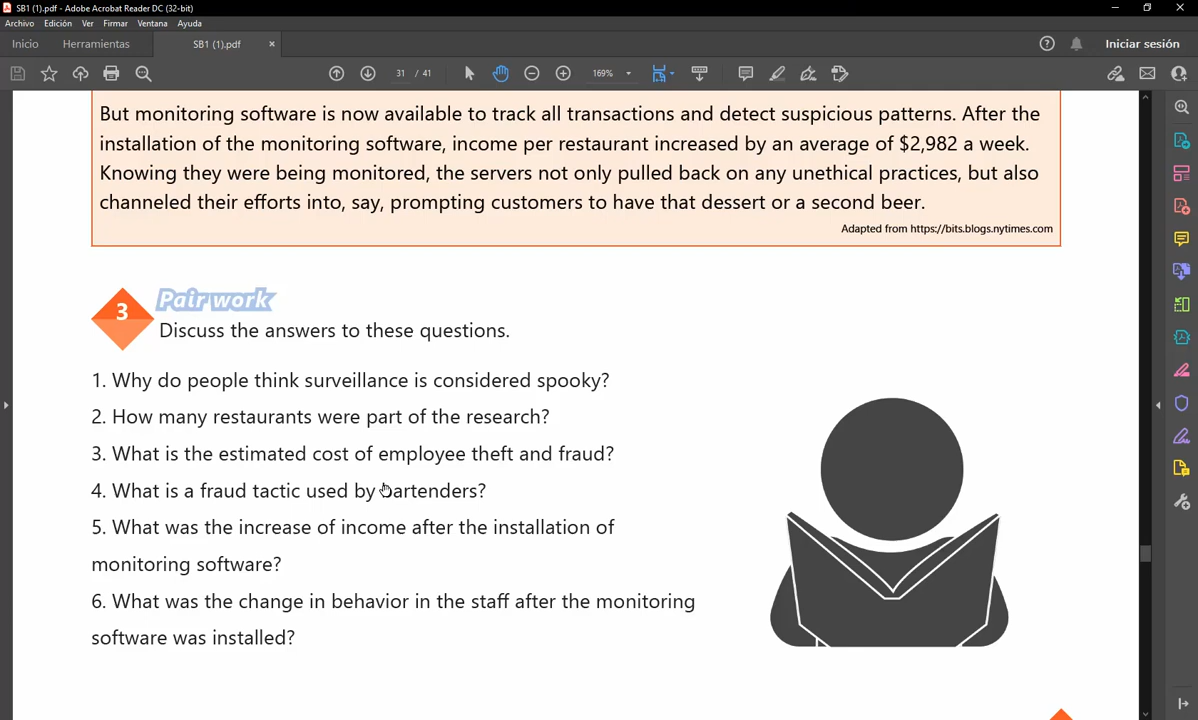 SB1 (1).pdf - Adobe Acrobat Reader DC (32-bit)
Archivo Edición Ver Firmar Ventana Ayuda
Inicio Herramientas SB1 (1).pdf × Iniciar sesión
31 / 41 169%
But monitoring software is now available to track all transactions and detect suspicious patterns. After the
installation of the monitoring software, income per restaurant increased by an average of $2,982 a week.
Knowing they were being monitored, the servers not only pulled back on any unethical practices, but also
channeled their efforts into, say, prompting customers to have that dessert or a second beer.
Adapted from https://bits.blogs.nytimes.com
3
Pair work
Discuss the answers to these questions.
1. Why do people think surveillance is considered spooky?
2. How many restaurants were part of the research?
3. What is the estimated cost of employee theft and fraud?
4. What is a fraud tactic used by bartenders?
5. What was the increase of income after the installation of
monitoring software?
6. What was the change in behavior in the staff after the monitoring
software was installed?